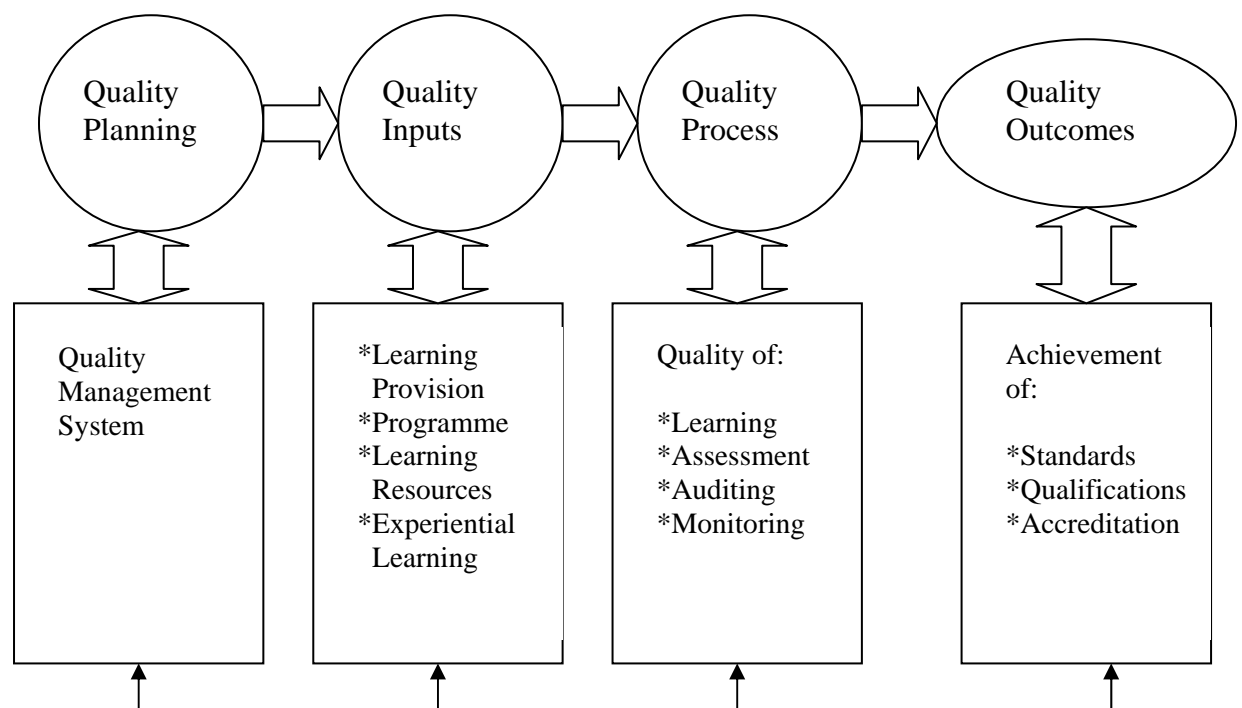 Quality
Planning
Quality
Inputs
Quality
Process
Quality
Outcomes
Quality
Management
System
*Learning
Provision
*Programme
*Learning
Resources
*Experiential
Learning
Quality of:
*Learning
*Assessment
*Auditing
*Monitoring
Achievement
of:
*Standards
*Qualifications
*Accreditation